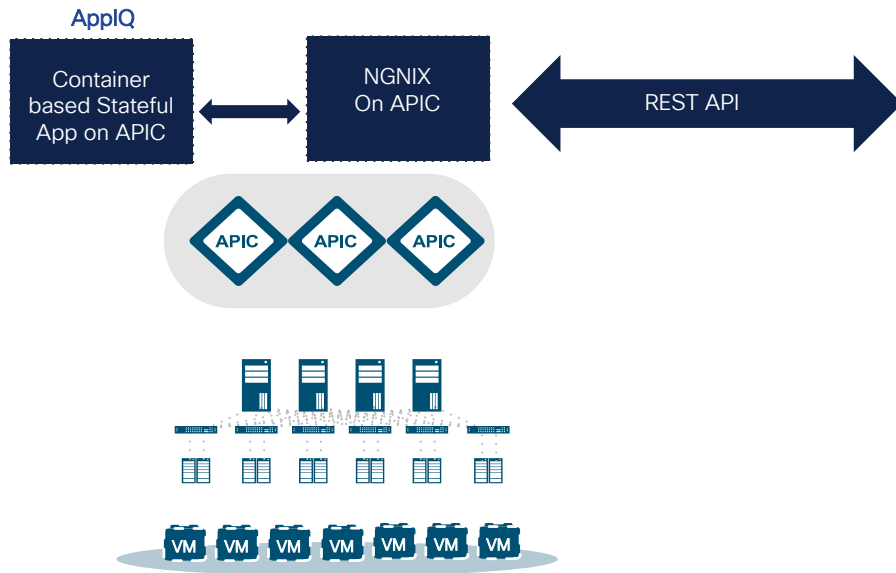 AppIQ
Container
based Stateful
App on APIC
NGNIX
On APIC
REST API
APIC
APIC
APIC
VM
VM
VM
VM
VM
VM
VM